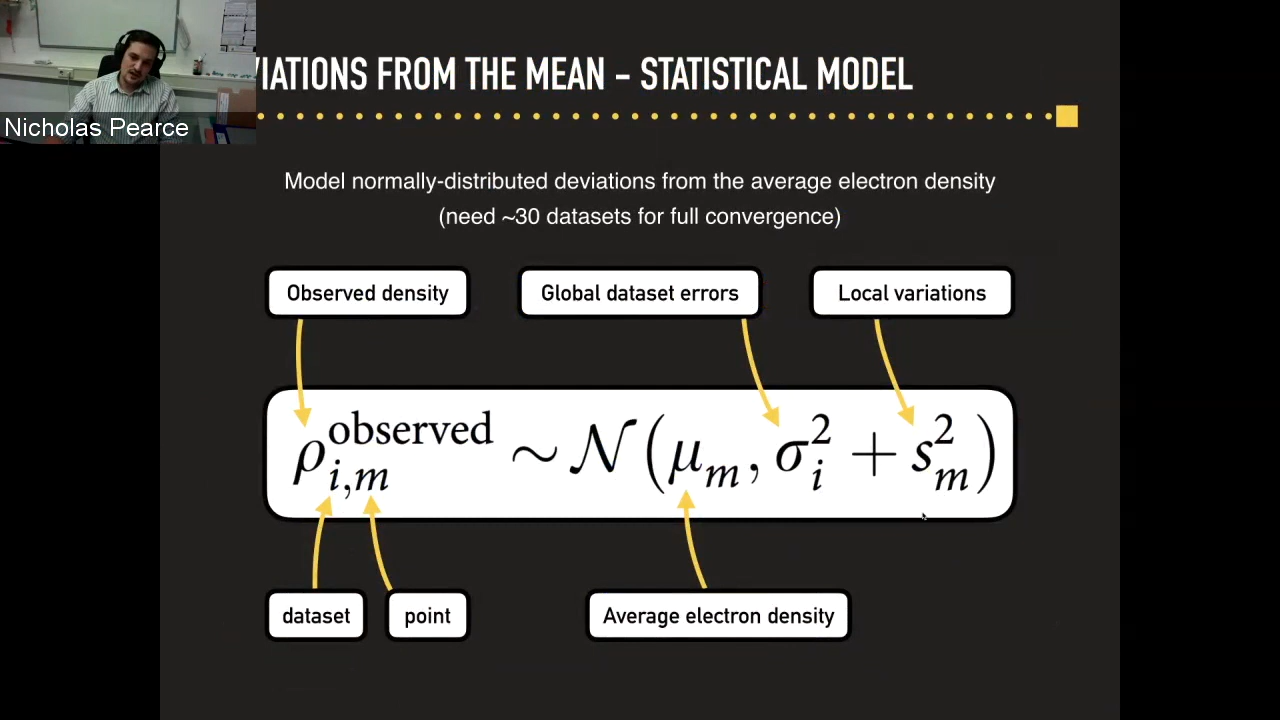 VIATIONS FROM THE MEAN – STATISTICAL MODEL
Nicholas Pearce
Model normally-distributed deviations from the average electron density
(need ~30 datasets for full convergence)
Observed density
Global dataset errors
Local variations
ρ_{i,m}^{observed} ~ 𝒩(μ_m, σ_i^2 + s_m^2)
dataset
point
Average electron density